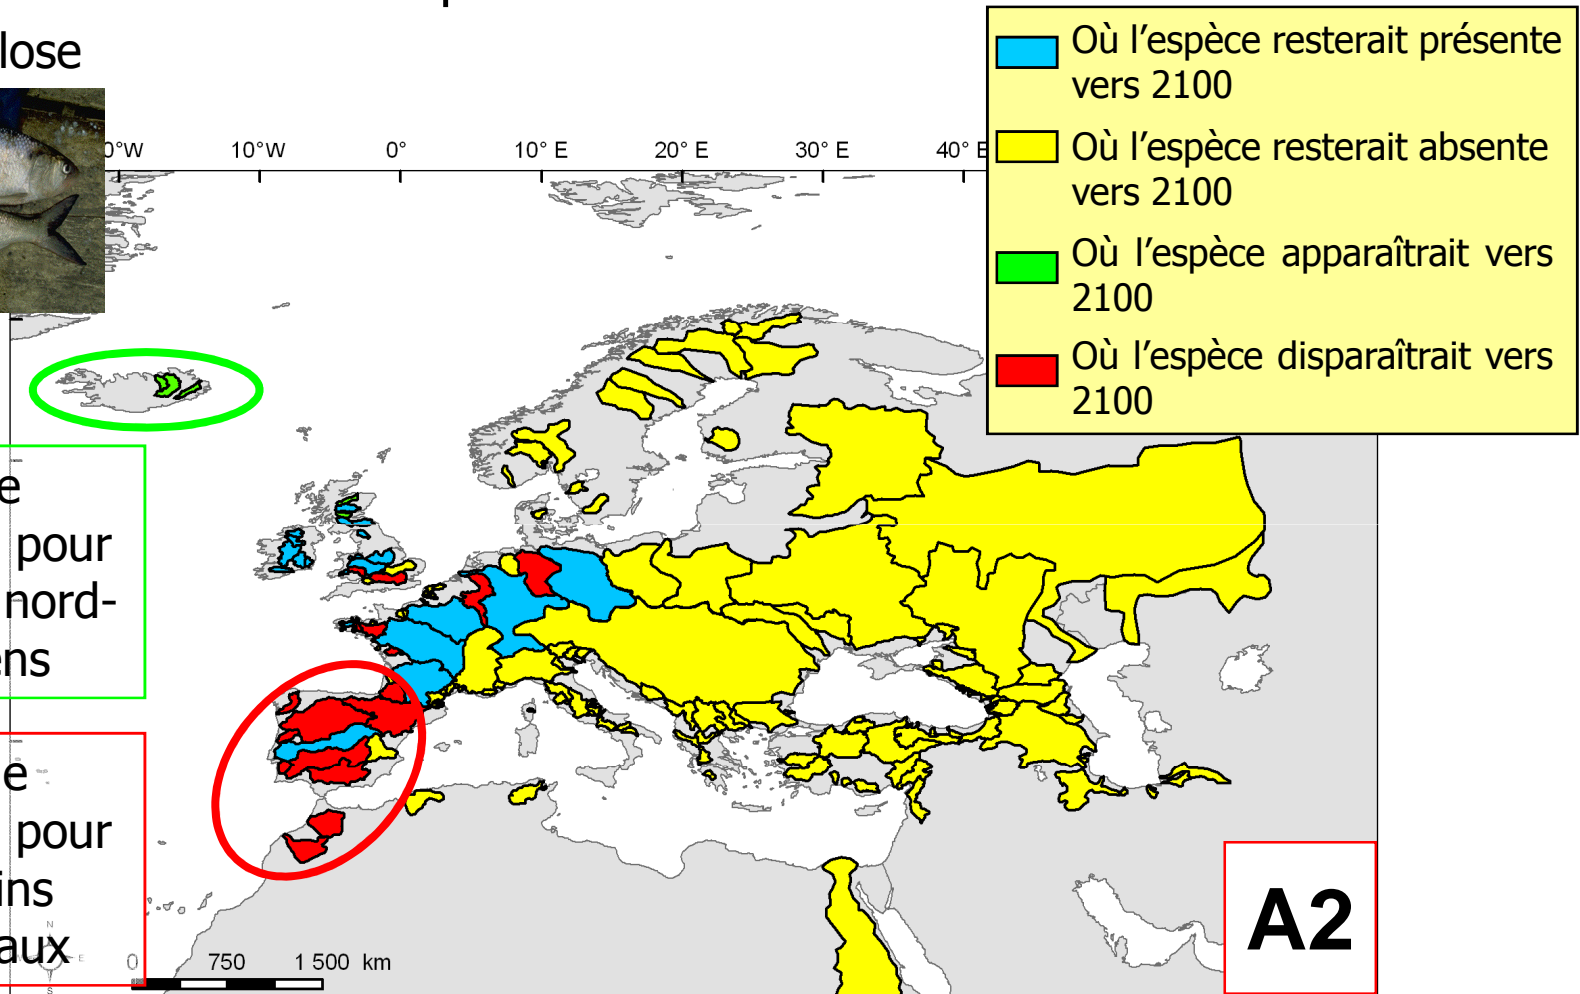 lose
Où l’espèce resterait présente
vers 2100
Où l’espèce resterait absente
vers 2100
Où l’espèce apparaîtrait vers
2100
Où l’espèce disparaîtrait vers
2100
0°W 10°W 0° 10° E 20° E 30° E 40° E
e
pour
nord-
ens
e
pour
ins
aux
N
E
S
0 750 1 500 km
A2